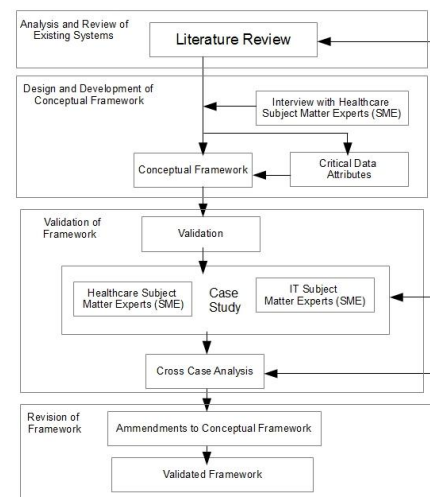 Analysis and Review of
Existing Systems
Literature Review
Design and Development of
Conceptual Framework
Interview with Healthcare
Subject Matter Experts (SME)
Conceptual Framework
Critical Data
Attributes
Validation of
Framework
Validation
Healthcare Subject
Matter Experts (SME)
Case
Study
IT Subject
Matter Experts (SME)
Cross Case Analysis
Revision of
Framework
Ammendments to Conceptual Framework
Validated Framework